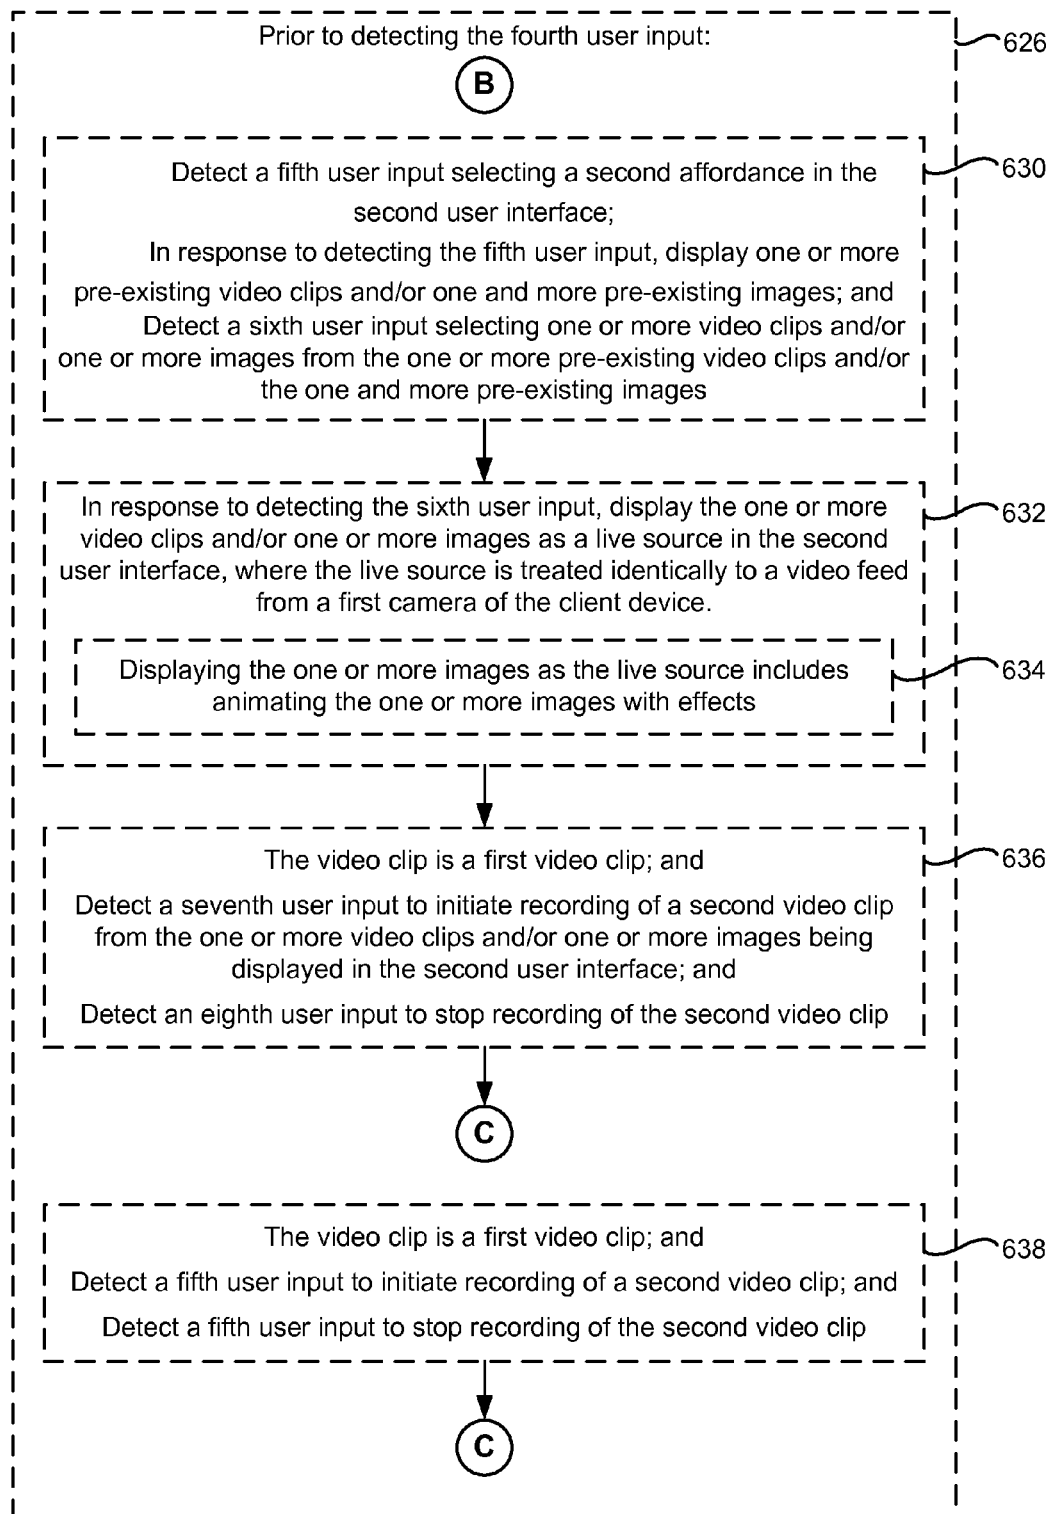 Prior to detecting the fourth user input:
626
B
Detect a fifth user input selecting a second affordance in the
630
second user interface;
In response to detecting the fifth user input, display one or more
pre-existing video clips and/or one and more pre-existing images; and
Detect a sixth user input selecting one or more video clips and/or
one or more images from the one or more pre-existing video clips and/or
the one and more pre-existing images
In response to detecting the sixth user input, display the one or more
632
video clips and/or one or more images as a live source in the second
user interface, where the live source is treated identically to a video feed
from a first camera of the client device.
Displaying the one or more images as the live source includes
634
animating the one or more images with effects
The video clip is a first video clip; and
636
Detect a seventh user input to initiate recording of a second video clip
from the one or more video clips and/or one or more images being
displayed in the second user interface; and
Detect an eighth user input to stop recording of the second video clip
C
The video clip is a first video clip; and
638
Detect a fifth user input to initiate recording of a second video clip; and
Detect a fifth user input to stop recording of the second video clip
C